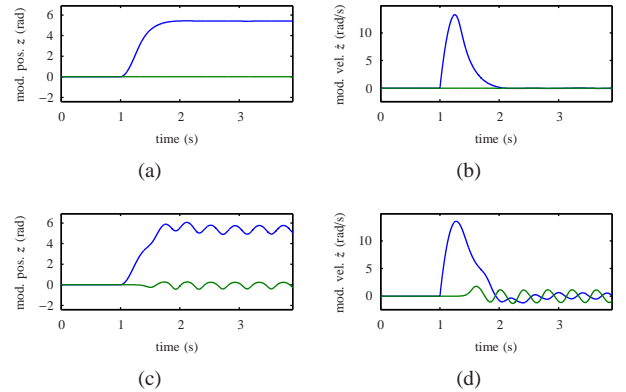 mod. pos. z (rad)
6
4
2
0
−2
0 1 2 3
time (s)
(a)
mod. vel. ż (rad/s)
10
5
0
0 1 2 3
time (s)
(b)
mod. pos. z (rad)
6
4
2
0
−2
0 1 2 3
time (s)
(c)
mod. vel. ż (rad/s)
10
5
0
0 1 2 3
time (s)
(d)